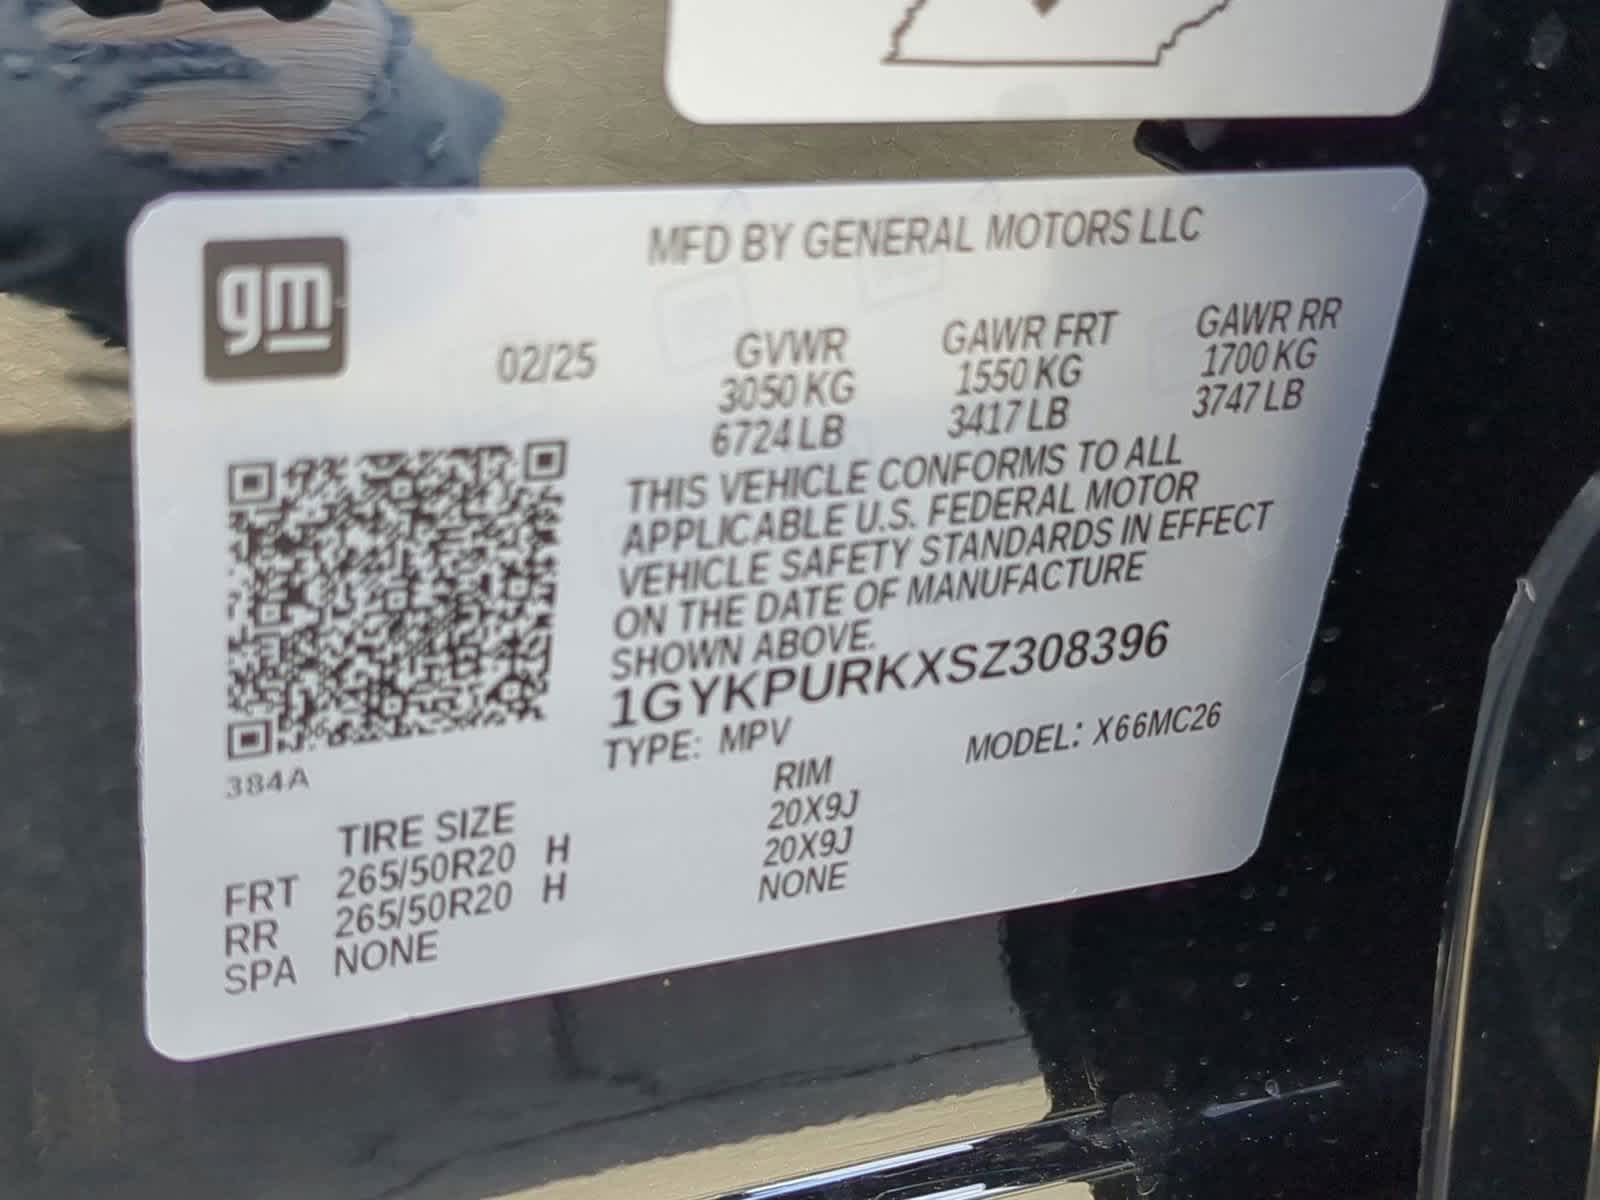 gm
MFD BY GENERAL MOTORS LLC
02/25
GVWR GAWR FRT GAWR RR
3050 KG 1550 KG 1700 KG
6724 LB 3417 LB 3747 LB
THIS VEHICLE CONFORMS TO ALL
APPLICABLE U.S. FEDERAL MOTOR
VEHICLE SAFETY STANDARDS IN EFFECT
ON THE DATE OF MANUFACTURE
SHOWN ABOVE.
1GYKPURKXSZ308396
TYPE: MPV MODEL: X66MC26
384A
TIRE SIZE RIM
FRT 265/50R20 H 20X9J
RR 265/50R20 H 20X9J
SPA NONE NONE